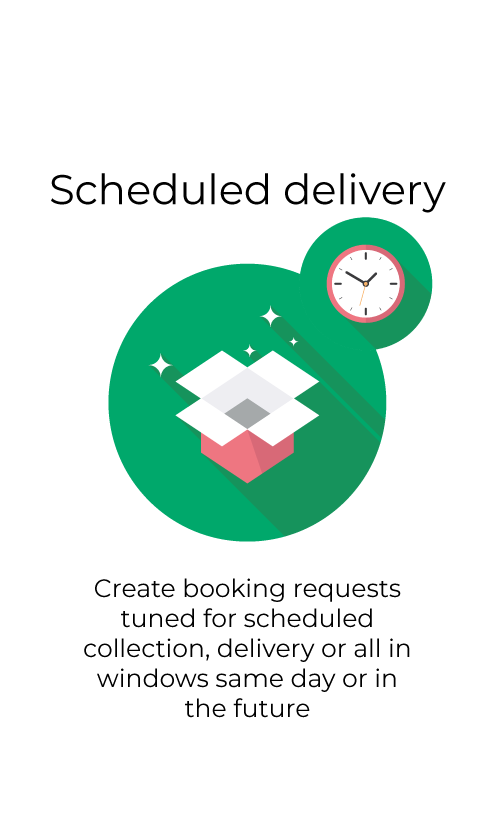 Scheduled delivery
Create booking requests
tuned for scheduled
collection, delivery or all in
windows same day or in
the future